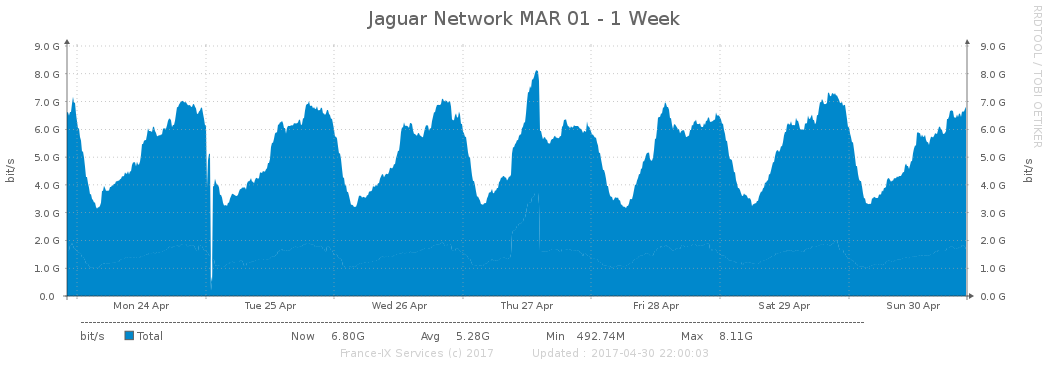 Jaguar Network MAR 01 - 1 Week
RRDTOOL / TOBI OETIKER
bit/s
9.0 G 9.0 G
8.0 G 8.0 G
7.0 G 7.0 G
6.0 G 6.0 G
5.0 G 5.0 G
4.0 G 4.0 G
3.0 G 3.0 G
2.0 G 2.0 G
1.0 G 1.0 G
0.0 0.0 G
bit/s
Mon 24 Apr Tue 25 Apr Wed 26 Apr Thu 27 Apr Fri 28 Apr Sat 29 Apr Sun 30 Apr
bit/s Total Now 6.80G Avg 5.28G Min 492.74M Max 8.11G
France-IX Services (c) 2017 Updated : 2017-04-30 22:00:03